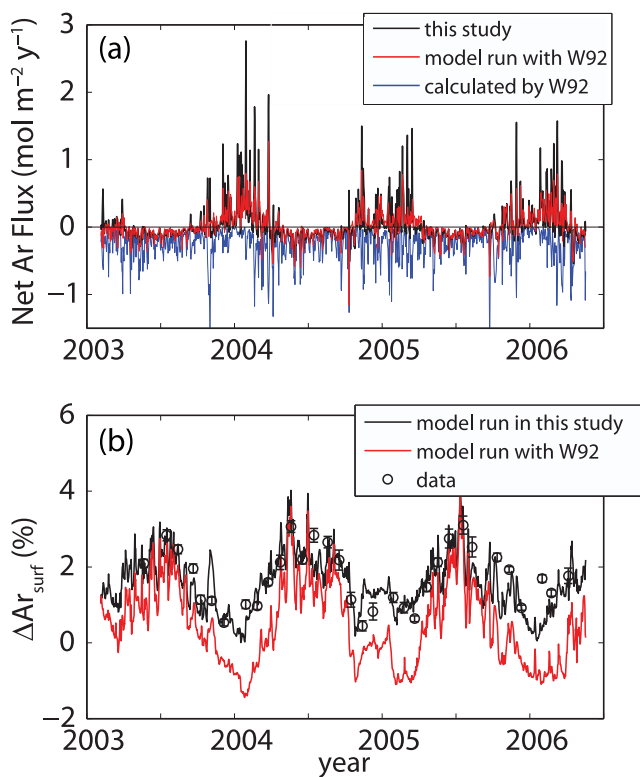 (a)
this study
model run with W92
calculated by W92
Net Ar Flux (mol m⁻² y⁻¹)
3
2
1
0
−1
2003
2004
2005
2006
(b)
model run in this study
model run with W92
data
ΔAr_surf (%)
6
4
2
0
−2
2003
2004
2005
2006
year